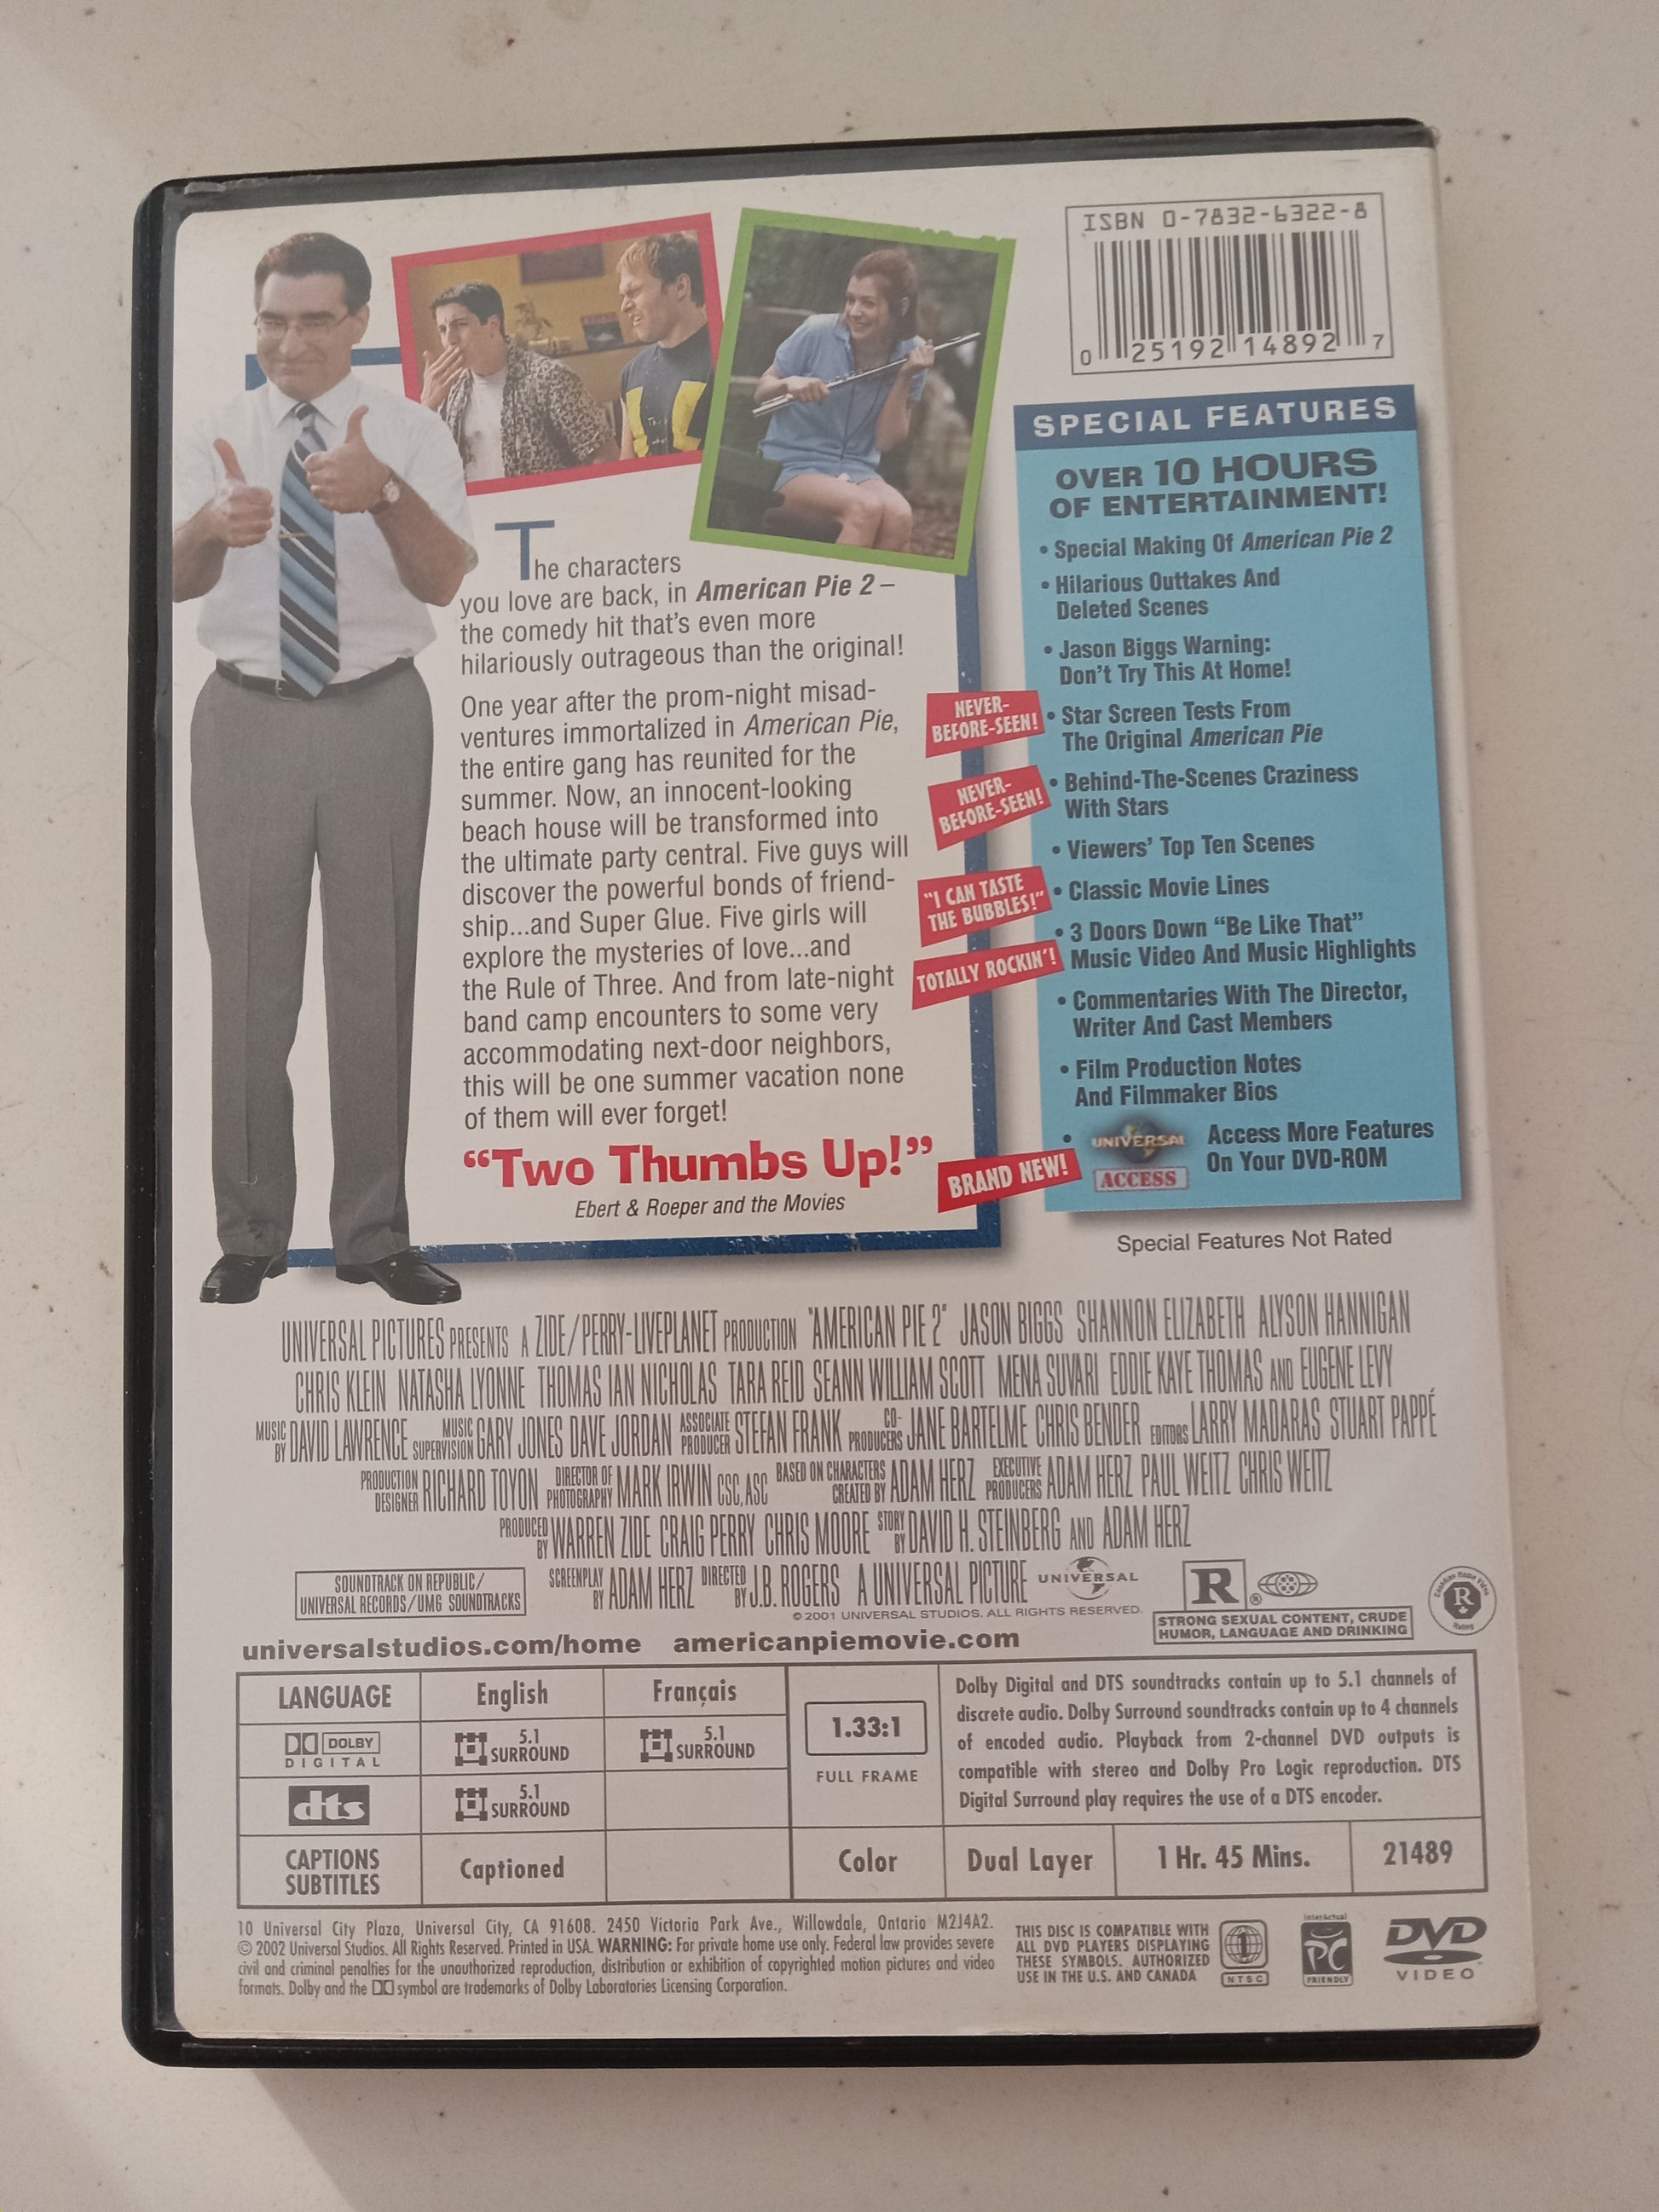 ISBN 0-7832-6322-8
0 25192 14892 7
The characters
you love are back, in American Pie 2 –
the comedy hit that's even more
hilariously outrageous than the original!
One year after the prom-night misad-
ventures immortalized in American Pie,
the entire gang has reunited for the
summer. Now, an innocent-looking
beach house will be transformed into
the ultimate party central. Five guys will
discover the powerful bonds of friend-
ship...and Super Glue. Five girls will
explore the mysteries of love...and
the Rule of Three. And from late-night
band camp encounters to some very
accommodating next-door neighbors,
this will be one summer vacation none
of them will ever forget!
“Two Thumbs Up!”
Ebert & Roeper and the Movies
SPECIAL FEATURES
OVER 10 HOURS
OF ENTERTAINMENT!
• Special Making Of American Pie 2
• Hilarious Outtakes And
Deleted Scenes
• Jason Biggs Warning:
Don't Try This At Home!
NEVER-
BEFORE-SEEN!
• Star Screen Tests From
The Original American Pie
NEVER-
BEFORE-SEEN!
• Behind-The-Scenes Craziness
With Stars
• Viewers' Top Ten Scenes
"I CAN TASTE
THE BUBBLES!"
• Classic Movie Lines
TOTALLY ROCKIN'!
• 3 Doors Down “Be Like That”
Music Video And Music Highlights
• Commentaries With The Director,
Writer And Cast Members
• Film Production Notes
And Filmmaker Bios
BRAND NEW!
• UNIVERSAL ACCESS
Access More Features
On Your DVD-ROM
Special Features Not Rated
UNIVERSAL PICTURES PRESENTS A ZIDE/PERRY-LIVEPLANET PRODUCTION "AMERICAN PIE 2" JASON BIGGS SHANNON ELIZABETH ALYSON HANNIGAN
CHRIS KLEIN NATASHA LYONNE THOMAS IAN NICHOLAS TARA REID SEANN WILLIAM SCOTT MENA SUVARI EDDIE KAYE THOMAS AND EUGENE LEVY
MUSIC BY DAVID LAWRENCE MUSIC SUPERVISION GARY JONES DAVE JORDAN ASSOCIATE PRODUCER STEFAN FRANK CO-PRODUCERS JANE BARTELME CHRIS BENDER EDITORS LARRY MADARAS STUART PAPPÉ
PRODUCTION DESIGNER RICHARD TOYON DIRECTOR OF PHOTOGRAPHY MARK IRWIN CSC, ASC BASED ON CHARACTERS CREATED BY ADAM HERZ EXECUTIVE PRODUCERS ADAM HERZ PAUL WEITZ CHRIS WEITZ
PRODUCED BY WARREN ZIDE CRAIG PERRY CHRIS MOORE STORY BY DAVID H. STEINBERG AND ADAM HERZ
SCREENPLAY BY ADAM HERZ DIRECTED BY J.B. ROGERS A UNIVERSAL PICTURE UNIVERSAL
SOUNDTRACK ON REPUBLIC/
UNIVERSAL RECORDS/UMG SOUNDTRACKS
© 2001 UNIVERSAL STUDIOS. ALL RIGHTS RESERVED.
R ®
STRONG SEXUAL CONTENT, CRUDE
HUMOR, LANGUAGE AND DRINKING
Canadian Home Video
R
Rating
universalstudios.com/home americanpiemovie.com
LANGUAGE English Français
DOLBY DIGITAL 5.1 SURROUND 5.1 SURROUND
dts 5.1 SURROUND
CAPTIONS
SUBTITLES
Captioned
1.33:1
FULL FRAME
Dolby Digital and DTS soundtracks contain up to 5.1 channels of
discrete audio. Dolby Surround soundtracks contain up to 4 channels
of encoded audio. Playback from 2-channel DVD outputs is
compatible with stereo and Dolby Pro Logic reproduction. DTS
Digital Surround play requires the use of a DTS encoder.
Color Dual Layer 1 Hr. 45 Mins. 21489
10 Universal City Plaza, Universal City, CA 91608. 2450 Victoria Park Ave., Willowdale, Ontario M2J4A2.
© 2002 Universal Studios. All Rights Reserved. Printed in USA. WARNING: For private home use only. Federal law provides severe
civil and criminal penalties for the unauthorized reproduction, distribution or exhibition of copyrighted motion pictures and video
formats. Dolby and the symbol are trademarks of Dolby Laboratories Licensing Corporation.
THIS DISC IS COMPATIBLE WITH
ALL DVD PLAYERS DISPLAYING
THESE SYMBOLS. AUTHORIZED
USE IN THE U.S. AND CANADA
1
NTSC
InterActual
PC
FRIENDLY
DVD
VIDEO